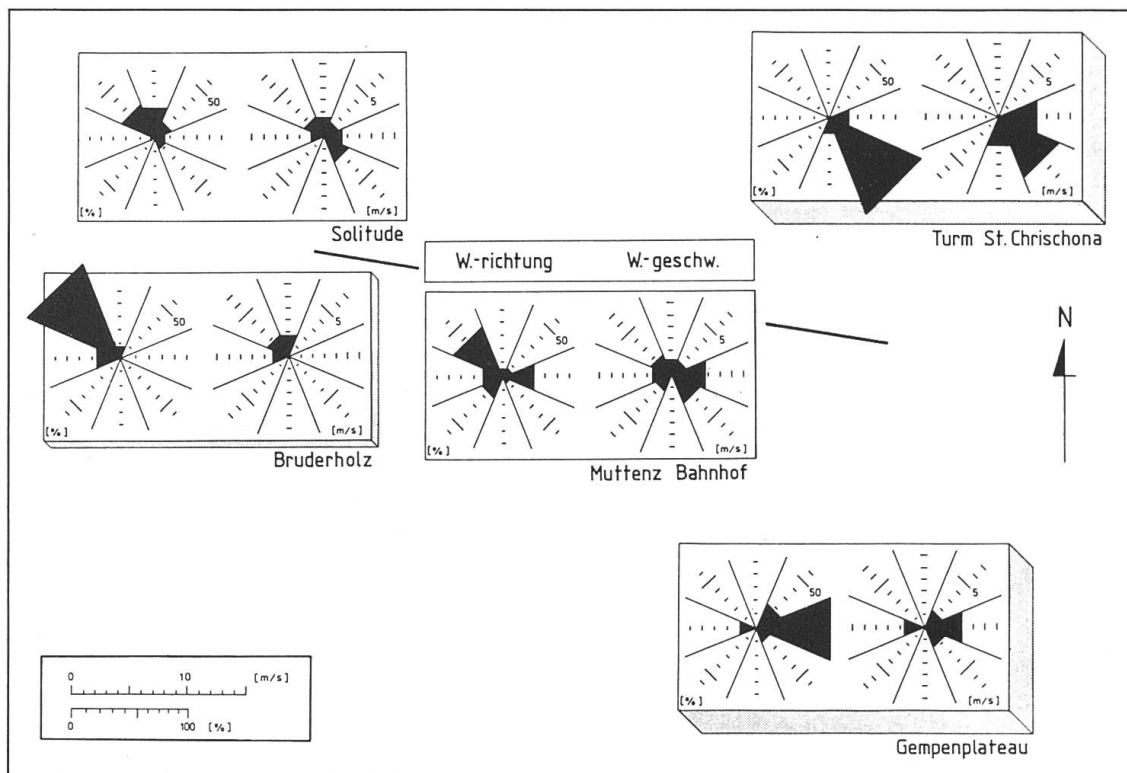 50
5
[%]
[m/s]
Solitude
50
5
[%]
[m/s]
Turm St. Chrischona
W.-richtung
W.-geschw.
50
5
[%]
[m/s]
Bruderholz
50
5
[%]
[m/s]
Muttenz Bahnhof
N
50
5
[%]
[m/s]
Gempenplateau
0
10
[m/s]
0
100
[%]